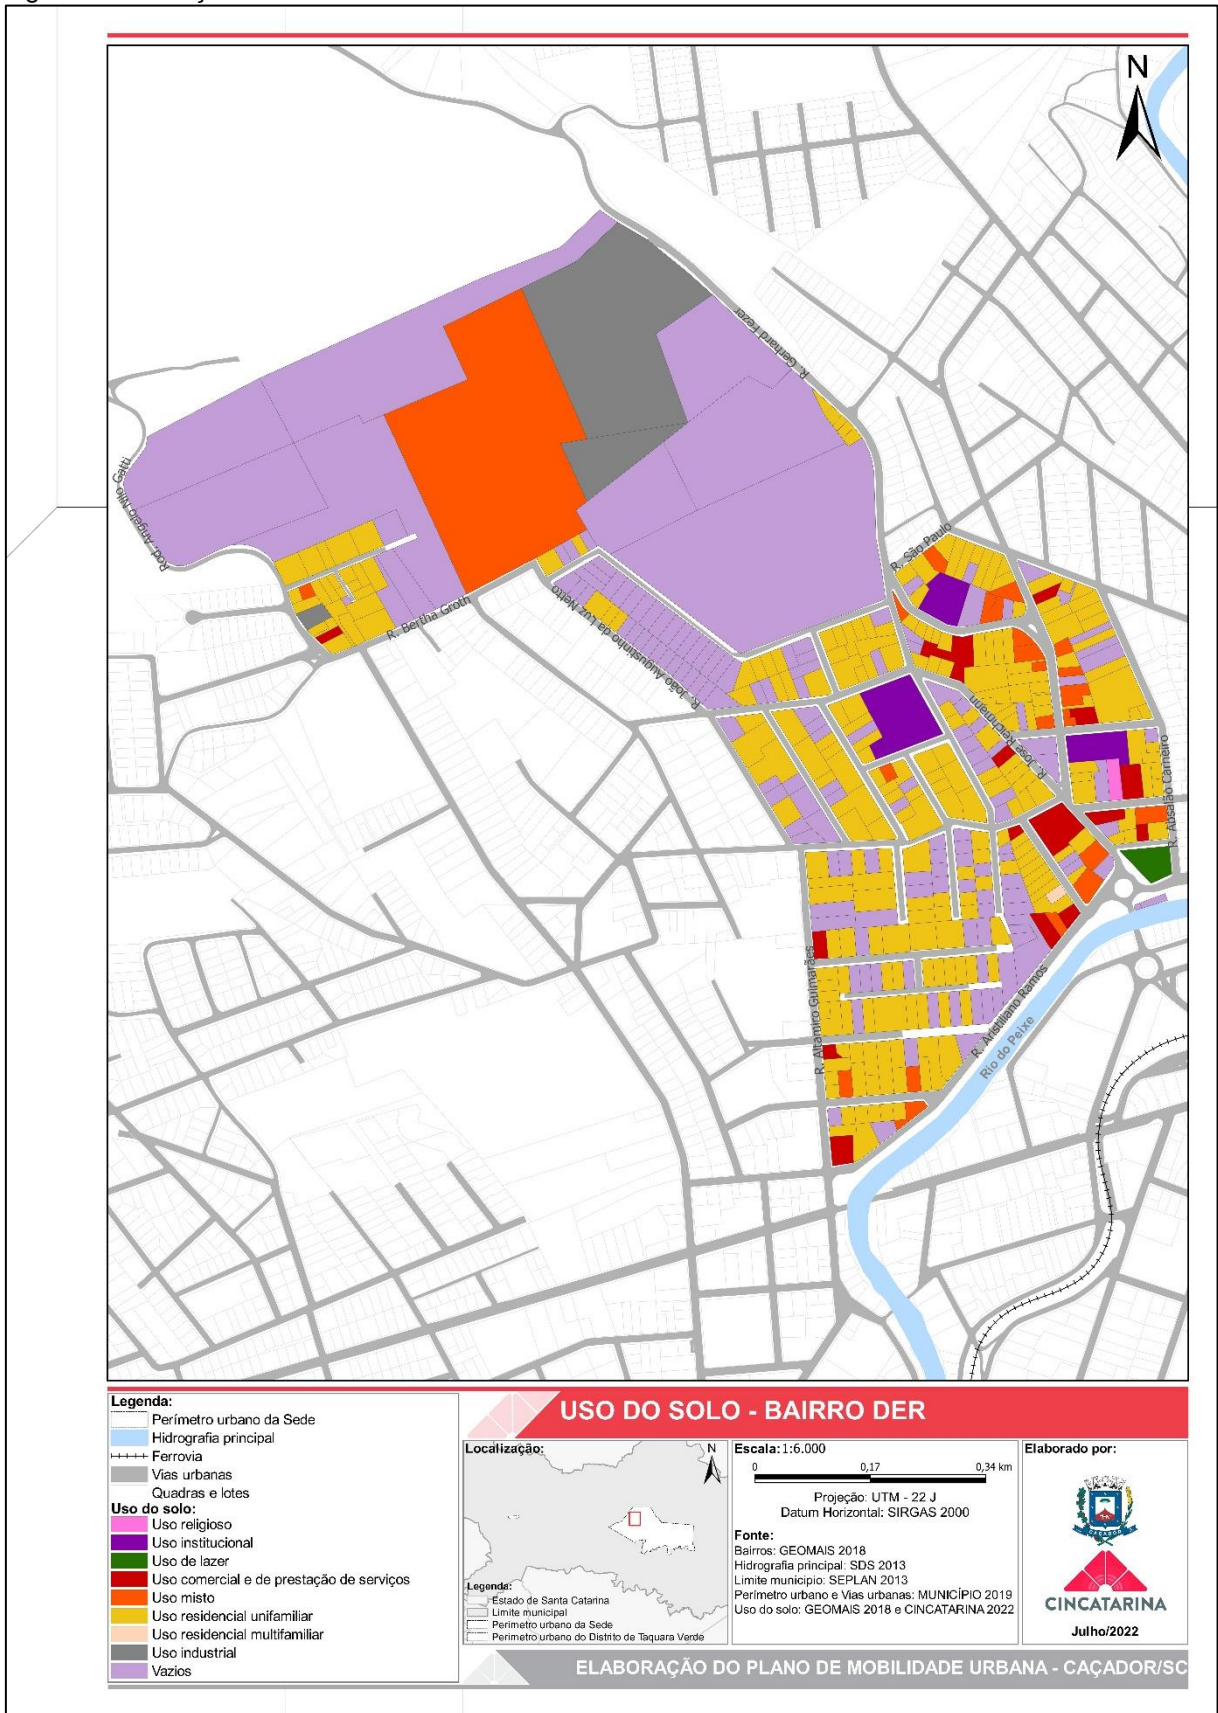 N
R. Gerhard Fezer
Rod. Ângelo Nilo Gatti
R. São Paulo
R. Bertha Groth
R. João Augustinho da Luz Netto
R. José Reichmann
R. Absalão Carneiro
R. Altamiro Guimarães
R. Aristiliano Ramos
Rio do Peixe
Legenda:
Perímetro urbano da Sede
Hidrografia principal
Ferrovia
Vias urbanas
Quadras e lotes
Uso do solo:
Uso religioso
Uso institucional
Uso de lazer
Uso comercial e de prestação de serviços
Uso misto
Uso residencial unifamiliar
Uso residencial multifamiliar
Uso industrial
Vazios
USO DO SOLO - BAIRRO DER
Localização:
N
Legenda:
Estado de Santa Catarina
Limite municipal
Perímetro urbano da Sede
Perímetro urbano do Distrito de Taquara Verde
Escala: 1:6.000
0 0,17 0,34 km
Projeção: UTM - 22 J
Datum Horizontal: SIRGAS 2000
Fonte:
Bairros: GEOMAIS 2018
Hidrografia principal: SDS 2013
Limite município: SEPLAN 2013
Perímetro urbano e Vias urbanas: MUNICÍPIO 2019
Uso do solo: GEOMAIS 2018 e CINCATARINA 2022
Elaborado por:
CAÇADOR
CINCATARINA
Julho/2022
ELABORAÇÃO DO PLANO DE MOBILIDADE URBANA - CAÇADOR/SC